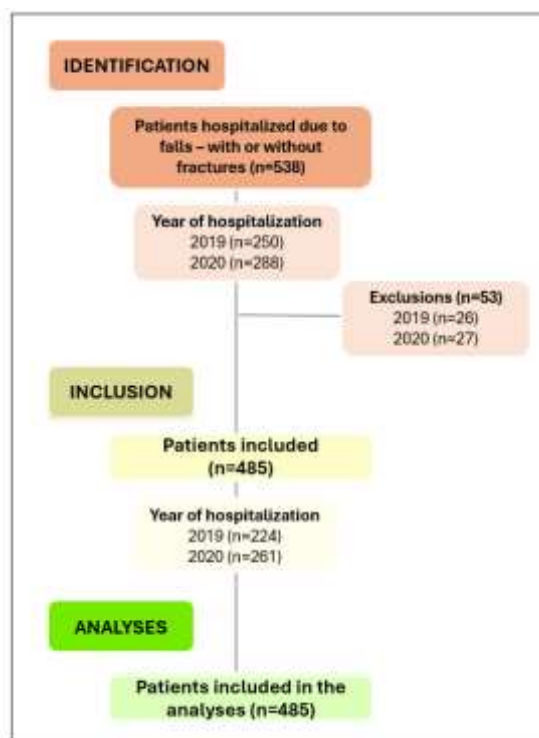 IDENTIFICATION
Patients hospitalized due to
falls – with or without
fractures (n=538)
Year of hospitalization
2019 (n=250)
2020 (n=288)
Exclusions (n=53)
2019 (n=26)
2020 (n=27)
INCLUSION
Patients included
(n=485)
Year of hospitalization
2019 (n=224)
2020 (n=261)
ANALYSES
Patients included in the
analyses (n=485)